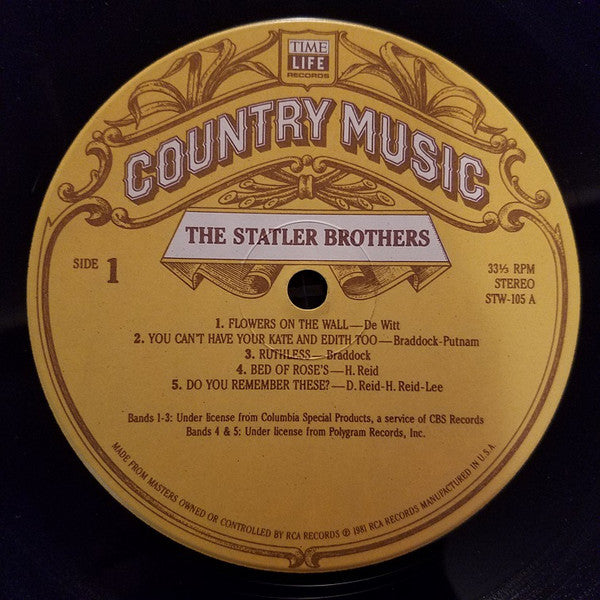 TIME
LIFE
RECORDS
COUNTRY MUSIC
THE STATLER BROTHERS
SIDE 1
33⅓ RPM
STEREO
STW-105 A
1. FLOWERS ON THE WALL—De Witt
2. YOU CAN'T HAVE YOUR KATE AND EDITH TOO—Braddock-Putnam
3. RUTHLESS—Braddock
4. BED OF ROSE'S—H. Reid
5. DO YOU REMEMBER THESE?—D. Reid-H. Reid-Lee
Bands 1-3: Under license from Columbia Special Products, a service of CBS Records
Bands 4 & 5: Under license from Polygram Records, Inc.
MADE FROM MASTERS OWNED OR CONTROLLED BY RCA RECORDS ℗ 1981 RCA RECORDS MANUFACTURED IN U.S.A.